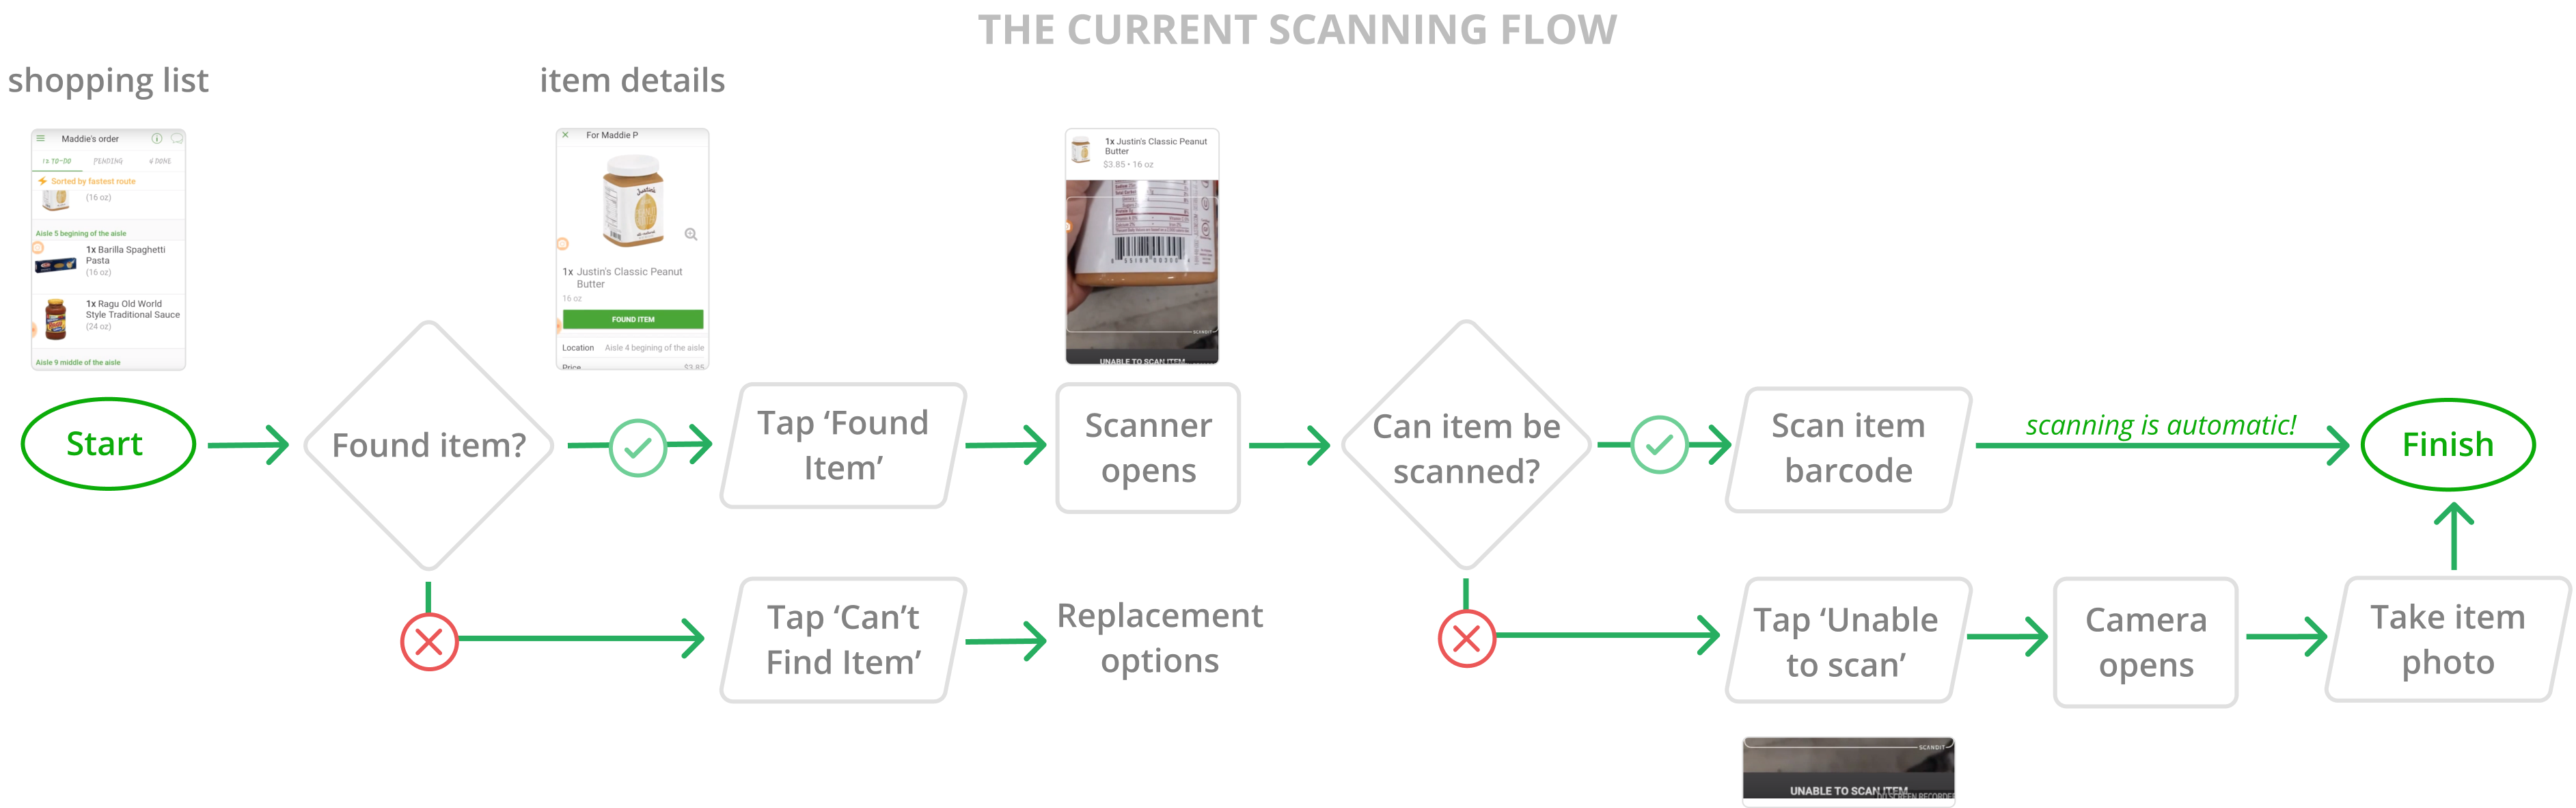 THE CURRENT SCANNING FLOW
shopping list
item details
Maddie's order
TO-DO
PENDING
4 DONE
Sorted by fastest route
(16 oz)
Aisle 5 begining of the aisle
1x Barilla Spaghetti
Pasta
(16 oz)
1x Ragu Old World
Style Traditional Sauce
(24 oz)
Aisle 9 middle of the aisle
For Maddie P
Justin's
1x Justin's Classic Peanut
Butter
16 oz
FOUND ITEM
Location Aisle 4 begining of the aisle
Price $3.85
1x Justin's Classic Peanut
Butter
$3.85 • 16 oz
SCANDIT
UNABLE TO SCAN ITEM
Start
Found item?
Tap ‘Found
Item’
Scanner
opens
Can item be
scanned?
Scan item
barcode
scanning is automatic!
Finish
Tap ‘Can’t
Find Item’
Replacement
options
Tap ‘Unable
to scan’
Camera
opens
Take item
photo
SCANDIT
UNABLE TO SCAN ITEM
SCREEN RECORDER